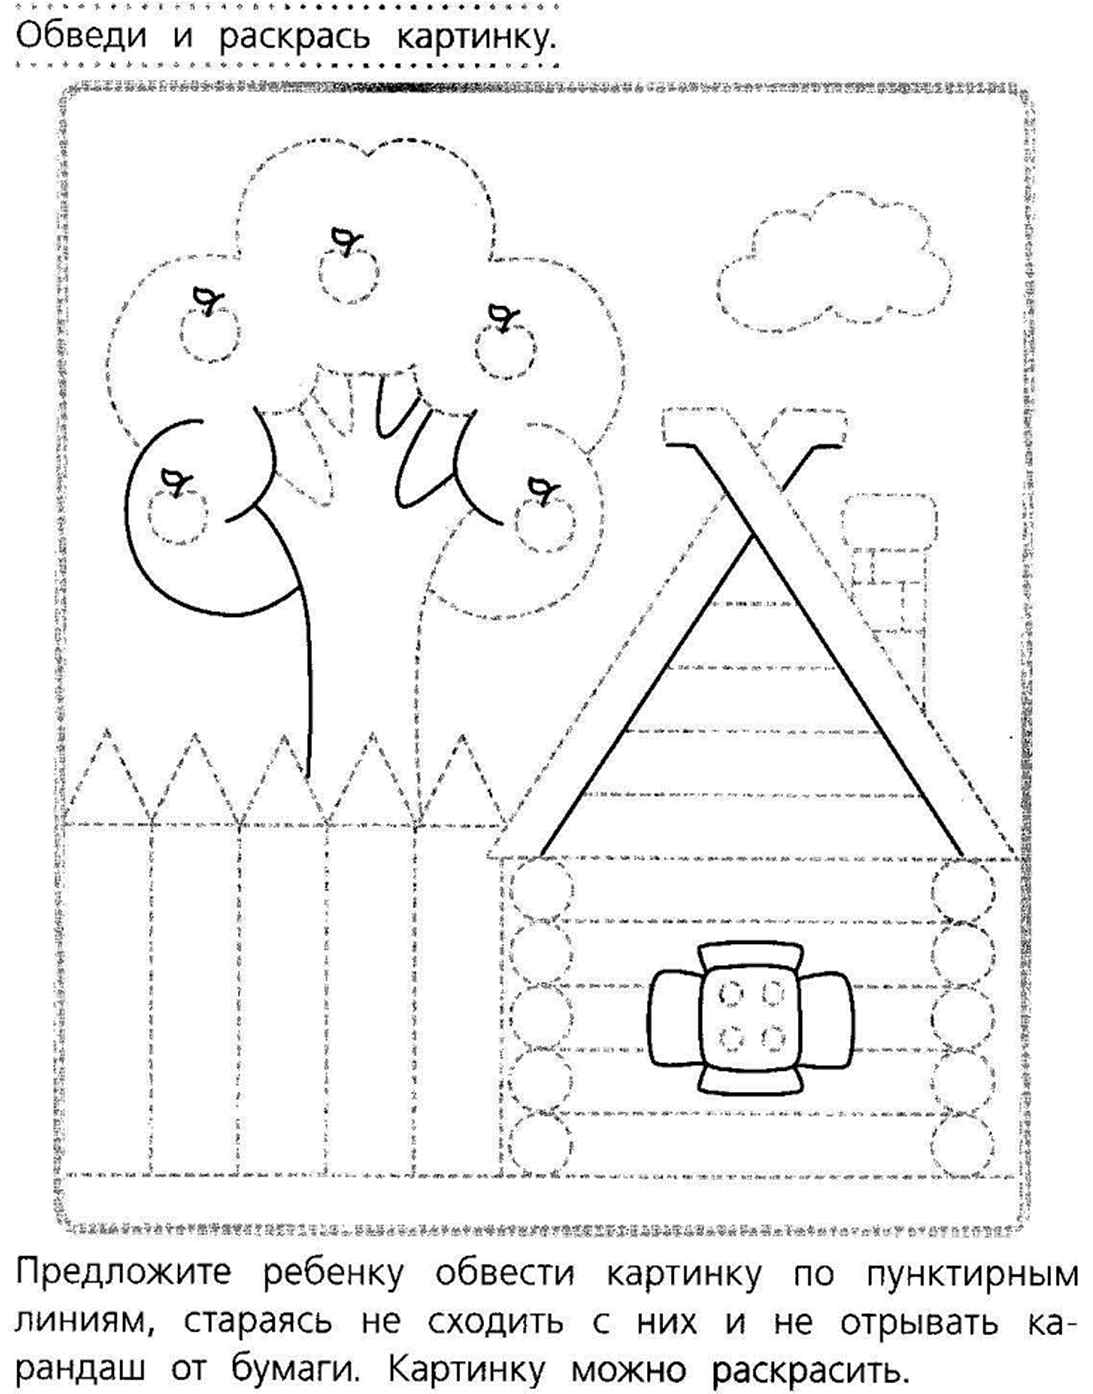 Обведи и раскрась картинку.
Предложите ребенку обвести картинку по пунктирным
линиям, стараясь не сходить с них и не отрывать ка-
рандаш от бумаги. Картинку можно раскрасить.